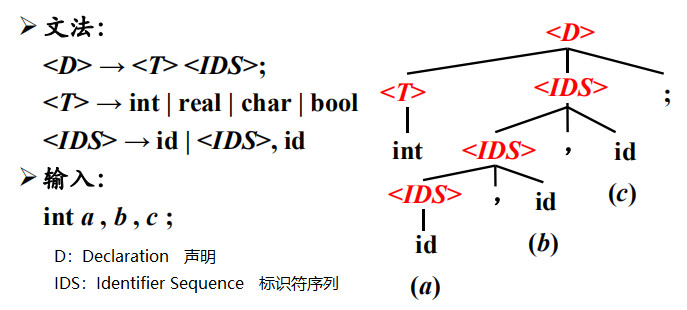 ➢ 文法:
<D> → <T> <IDS>;
<T> → int | real | char | bool
<IDS> → id | <IDS>, id
➢ 输入:
int a , b , c ;
D：Declaration 声明
IDS：Identifier Sequence 标识符序列
<D>
<T> <IDS> ;
int <IDS> , id
<IDS> , id (c)
id (b)
(a)